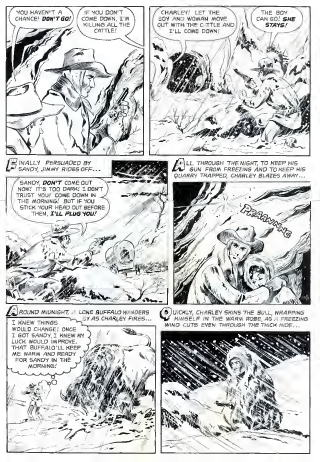 YOU HAVEN'T A
CHANCE! DON'T GO!
IF YOU DON'T
COME DOWN, I'M
KILLING ALL THE
CATTLE!
CHARLEY! LET THE
BOY AND WOMAN MOVE
OUT WITH THE CATTLE AND
I'LL COME DOWN!
THE BOY
CAN GO! SHE
STAYS!
FINALLY PERSUADED BY
SANDY, JIMMY RIDES OFF...
SANDY, DON'T COME OUT
NOW! IT'S TOO DARK! I DON'T
TRUST YOU! COME DOWN IN
THE MORNING! BUT IF YOU
STICK YOUR HEAD OUT BEFORE
THEN, I'LL PLUG YOU!
ALL THROUGH THE NIGHT, TO KEEP HIS
GUN FROM FREEZING AND TO KEEP HIS
QUARRY TRAPPED, CHARLEY BLAZES AWAY...
AROUND MIDNIGHT, A LONE BUFFALO WANDERS
BY AS CHARLEY FIRES...
I KNEW THINGS
WOULD CHANGE! ONCE
I GOT SANDY, I KNEW MY
LUCK WOULD IMPROVE.
THAT BUFFALO'LL KEEP
ME WARM AND READY
FOR SANDY IN THE
MORNING!
QUICKLY, CHARLEY SKINS THE BULL, WRAPPING
HIMSELF IN THE WARM ROBE, AS A FREEZING
WIND CUTS EVEN THROUGH THE THICK HIDE...